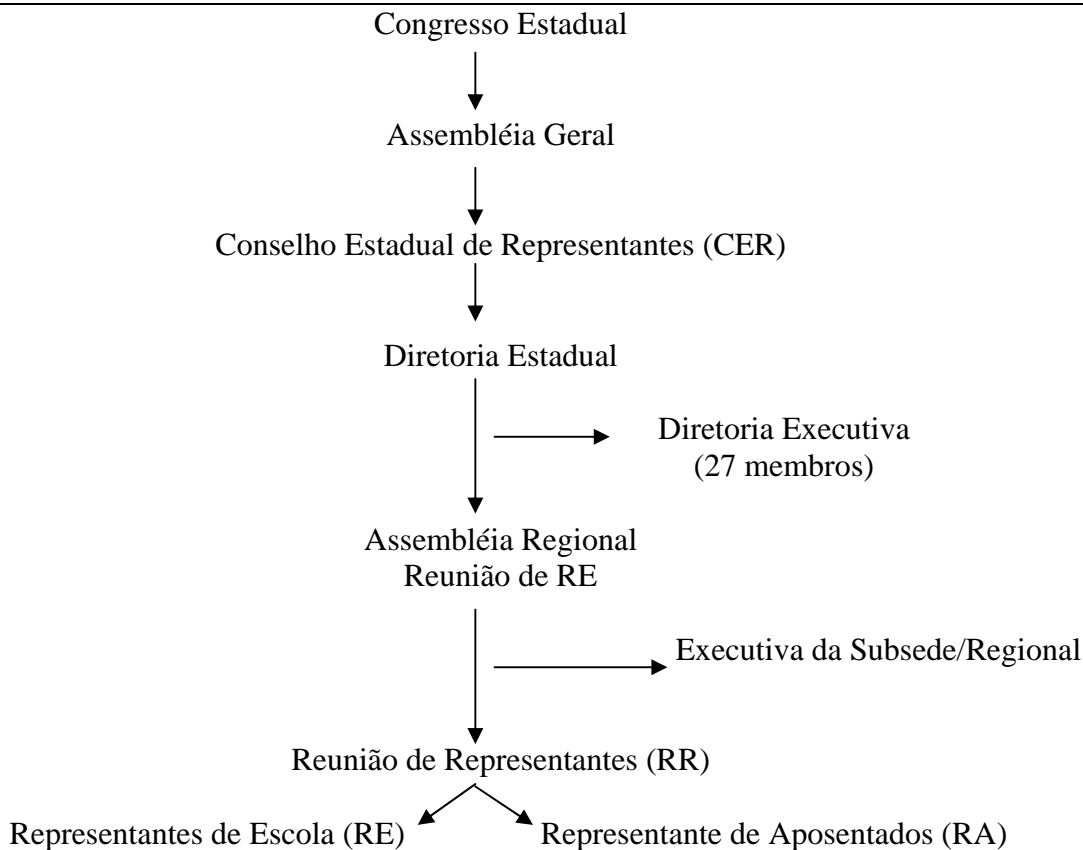 Congresso Estadual
Assembléia Geral
Conselho Estadual de Representantes (CER)
Diretoria Estadual
Diretoria Executiva
(27 membros)
Assembléia Regional
Reunião de RE
Executiva da Subsede/Regional
Reunião de Representantes (RR)
Representantes de Escola (RE)
Representante de Aposentados (RA)